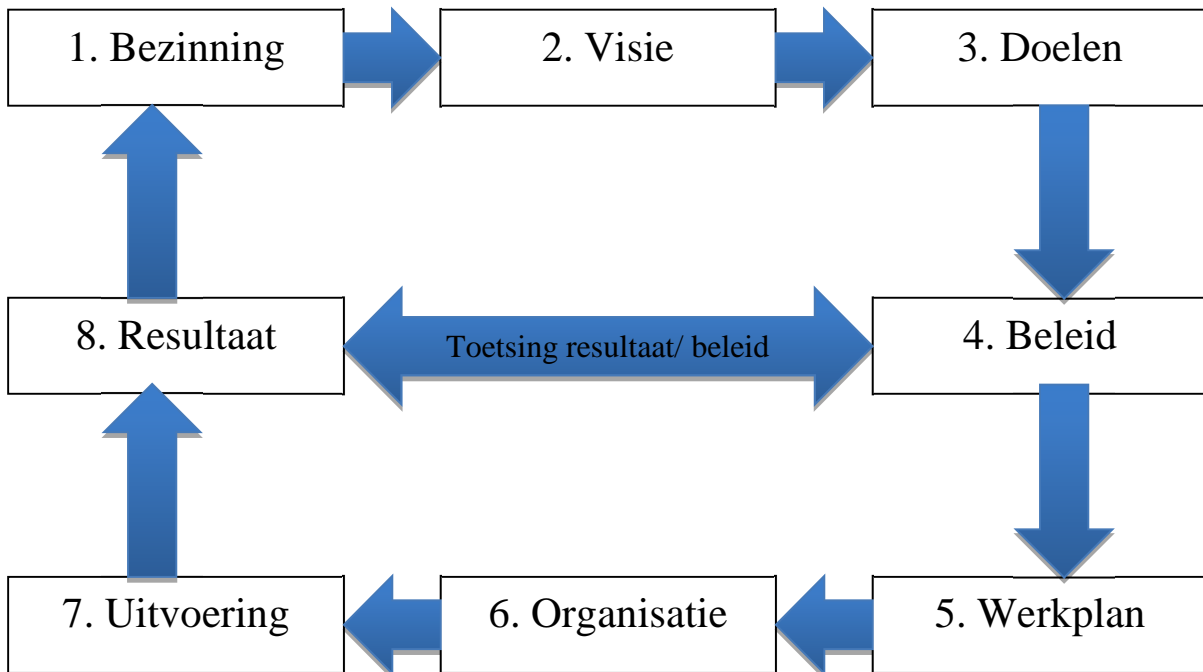 1. Bezinning
2. Visie
3. Doelen
8. Resultaat
Toetsing resultaat/ beleid
4. Beleid
7. Uitvoering
6. Organisatie
5. Werkplan